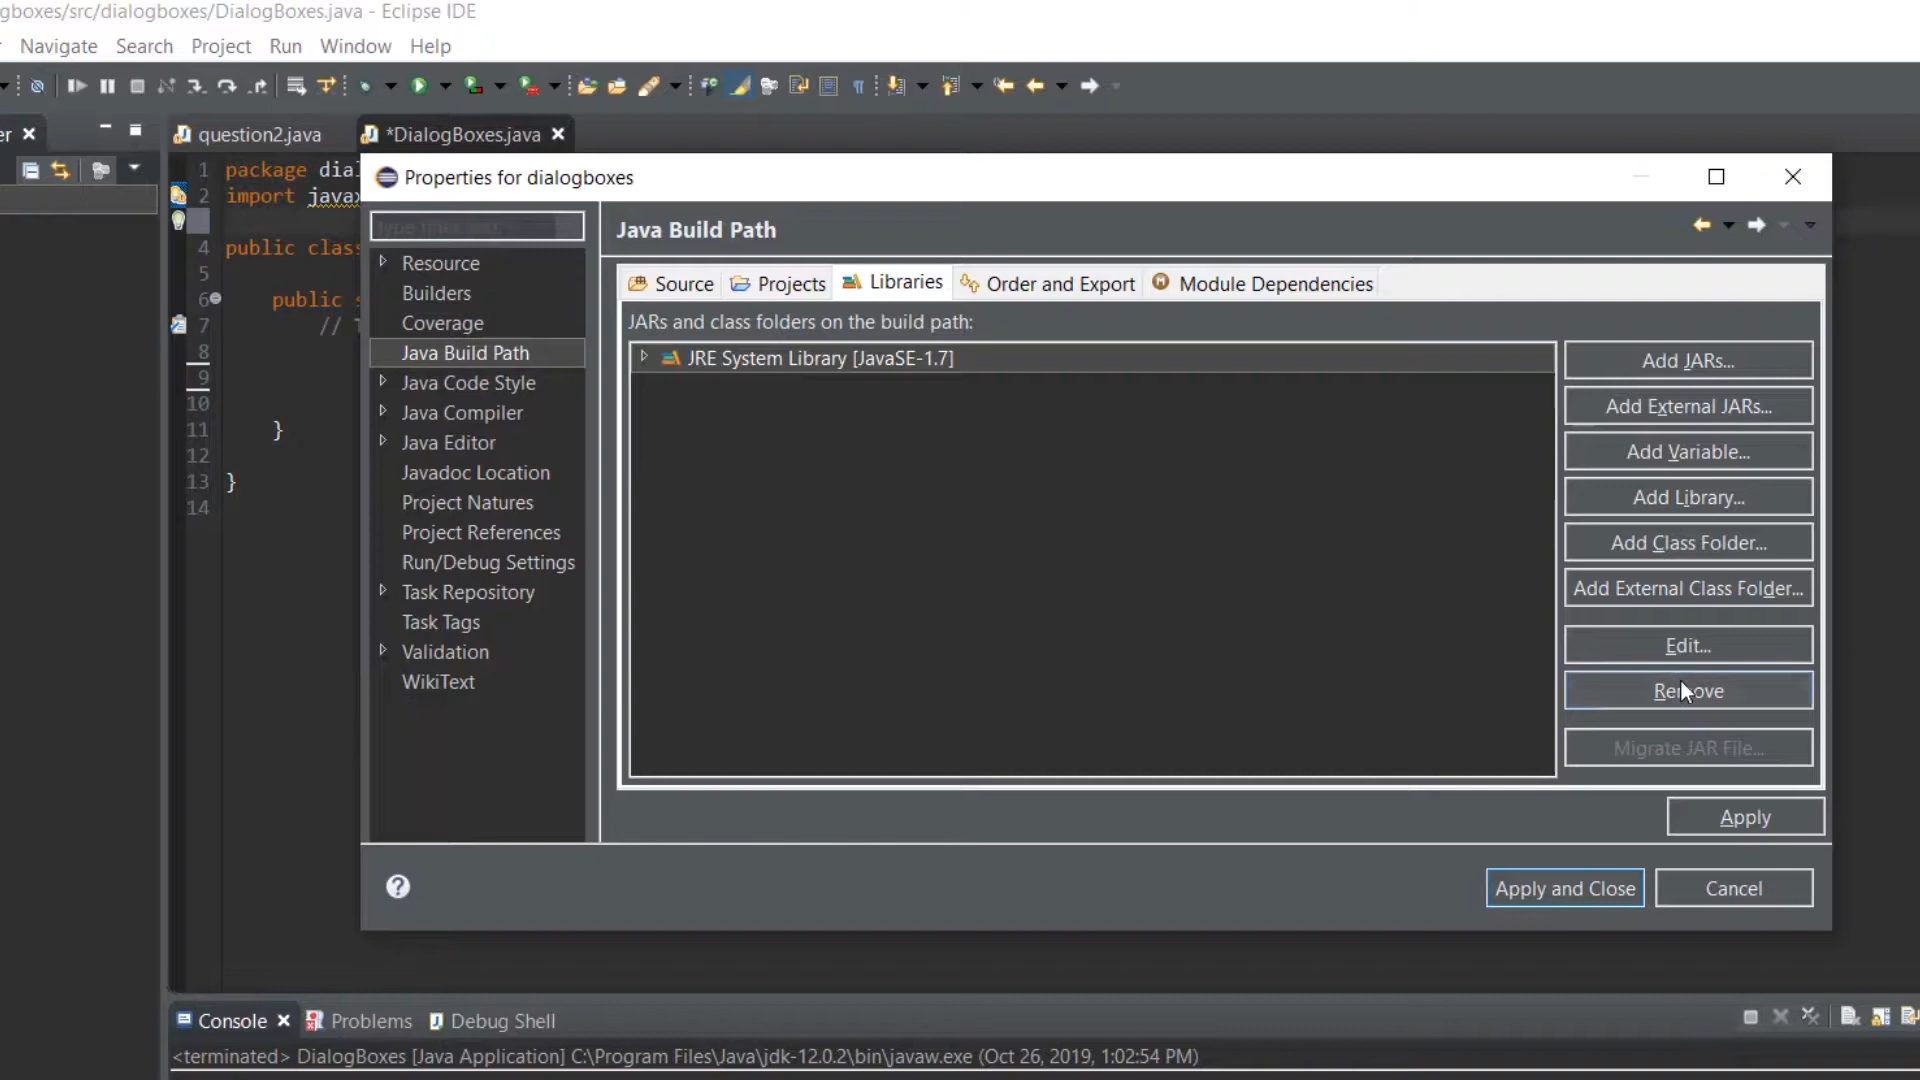 gboxes/src/dialogboxes/DialogBoxes.java - Eclipse IDE
Navigate Search Project Run Window Help
er
question2.java
*DialogBoxes.java
1 package dial
2 import javax
4 public class
5
6 public s
7 // T
8
9
10
11 }
12
13 }
14
Properties for dialogboxes
Java Build Path
Resource
Builders
Coverage
Java Build Path
Java Code Style
Java Compiler
Java Editor
Javadoc Location
Project Natures
Project References
Run/Debug Settings
Task Repository
Task Tags
Validation
WikiText
Source Projects Libraries Order and Export Module Dependencies
JARs and class folders on the build path:
JRE System Library [JavaSE-1.7]
Add JARs...
Add External JARs...
Add Variable...
Add Library...
Add Class Folder...
Add External Class Folder...
Edit...
Remove
Migrate JAR File...
Apply
Apply and Close
Cancel
Console Problems Debug Shell
<terminated> DialogBoxes [Java Application] C:\Program Files\Java\jdk-12.0.2\bin\javaw.exe (Oct 26, 2019, 1:02:54 PM)